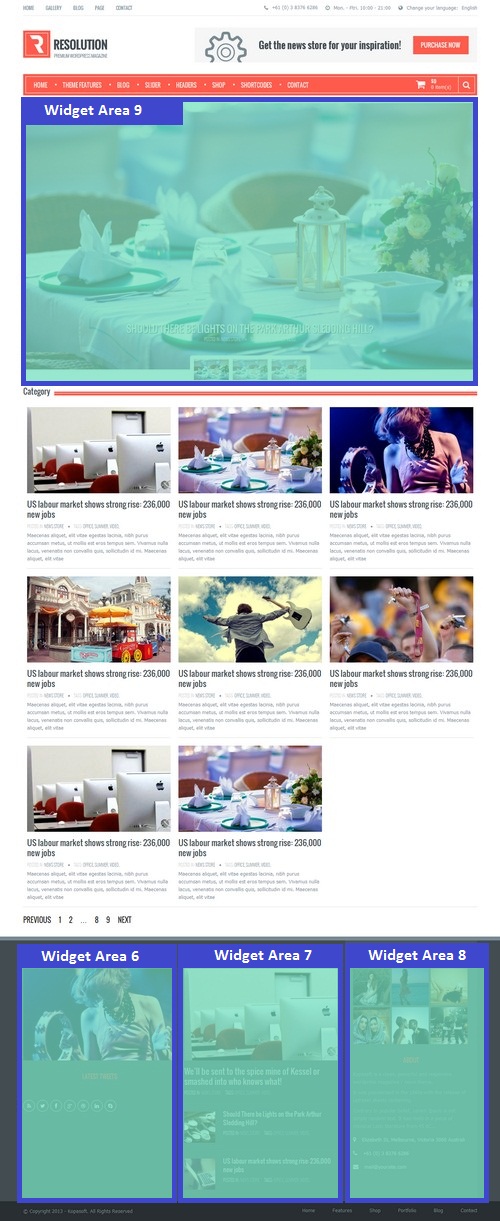 HOME GALLERY BLOG PAGE CONTACT
+61 (0) 3 8376 6286 Mon. - Fri. 10:00 - 21:00 Change your language: English
R RESOLUTION
PREMIUM WORDPRESS MAGAZINE
Get the news store for your inspiration!
PURCHASE NOW
HOME • THEME FEATURES • BLOG • SLIDER • HEADERS • SHOP • SHORTCODES • CONTACT
0 item(s)
Widget Area 9
SHOULD THERE BE LIGHTS ON THE PARK ARTHUR SLEDDING HILL?
Category
US labour market shows strong rise: 236,000
new jobs
POSTED IN NEWS STORE • TAGS OFFICE, SUMMER, VIDEO,
Maecenas aliquet, elit vitae egestas lacinia, nibh purus
accumsan metus, ut mollis est eros tempus sem. Vivamus nulla
lacus, venenatis non convallis quis, sollicitudin id mi. Maecenas
aliquet, elit vitae
US labour market shows strong rise: 236,000
new jobs
POSTED IN NEWS STORE • TAGS OFFICE, SUMMER, VIDEO,
Maecenas aliquet, elit vitae egestas lacinia, nibh purus
accumsan metus, ut mollis est eros tempus sem. Vivamus nulla
lacus, venenatis non convallis quis, sollicitudin id mi. Maecenas
aliquet, elit vitae
US labour market shows strong rise: 236,000
new jobs
POSTED IN NEWS STORE • TAGS OFFICE, SUMMER, VIDEO,
Maecenas aliquet, elit vitae egestas lacinia, nibh purus
accumsan metus, ut mollis est eros tempus sem. Vivamus nulla
lacus, venenatis non convallis quis, sollicitudin id mi. Maecenas
aliquet, elit vitae
US labour market shows strong rise: 236,000
new jobs
POSTED IN NEWS STORE • TAGS OFFICE, SUMMER, VIDEO,
Maecenas aliquet, elit vitae egestas lacinia, nibh purus
accumsan metus, ut mollis est eros tempus sem. Vivamus nulla
lacus, venenatis non convallis quis, sollicitudin id mi. Maecenas
aliquet, elit vitae
US labour market shows strong rise: 236,000
new jobs
POSTED IN NEWS STORE • TAGS OFFICE, SUMMER, VIDEO,
Maecenas aliquet, elit vitae egestas lacinia, nibh purus
accumsan metus, ut mollis est eros tempus sem. Vivamus nulla
lacus, venenatis non convallis quis, sollicitudin id mi. Maecenas
aliquet, elit vitae
US labour market shows strong rise: 236,000
new jobs
POSTED IN NEWS STORE • TAGS OFFICE, SUMMER, VIDEO,
Maecenas aliquet, elit vitae egestas lacinia, nibh purus
accumsan metus, ut mollis est eros tempus sem. Vivamus nulla
lacus, venenatis non convallis quis, sollicitudin id mi. Maecenas
aliquet, elit vitae
US labour market shows strong rise: 236,000
new jobs
POSTED IN NEWS STORE • TAGS OFFICE, SUMMER, VIDEO,
Maecenas aliquet, elit vitae egestas lacinia, nibh purus
accumsan metus, ut mollis est eros tempus sem. Vivamus nulla
lacus, venenatis non convallis quis, sollicitudin id mi. Maecenas
aliquet, elit vitae
US labour market shows strong rise: 236,000
new jobs
POSTED IN NEWS STORE • TAGS OFFICE, SUMMER, VIDEO,
Maecenas aliquet, elit vitae egestas lacinia, nibh purus
accumsan metus, ut mollis est eros tempus sem. Vivamus nulla
lacus, venenatis non convallis quis, sollicitudin id mi. Maecenas
aliquet, elit vitae
PREVIOUS 1 2 ... 8 9 NEXT
Widget Area 6
Widget Area 7
We'll be sent to the spice mine of Kessel or
smashed into who knows what!
Should There be Lights on the Park Arthur
Sledding Hill?
US labour market shows strong rise: 236,000
new jobs
Widget Area 8
+61 (0) 3 8376 6286
© Copyright 2013 - Kopasoft. All Rights Reserved
Home Features Shop Portfolio Blog Contact